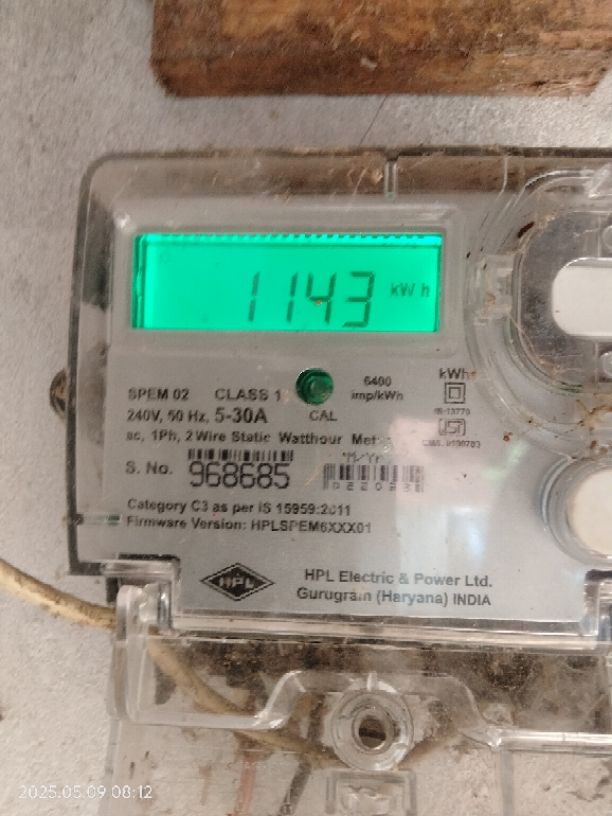 1143 kW h
SPEM 02 CLASS 1 6400 imp/kWh kWh
240V, 50 Hz, 5-30A CAL
ac, 1Ph, 2 Wire Static Watthour
S. No. 968685
Category C3 as per IS 15959:2011
Firmware Version: HPLSPEM6XXX01
HPL
HPL Electric & Power Ltd.
Gurugram (Haryana) INDIA
2025.05.09 08:12